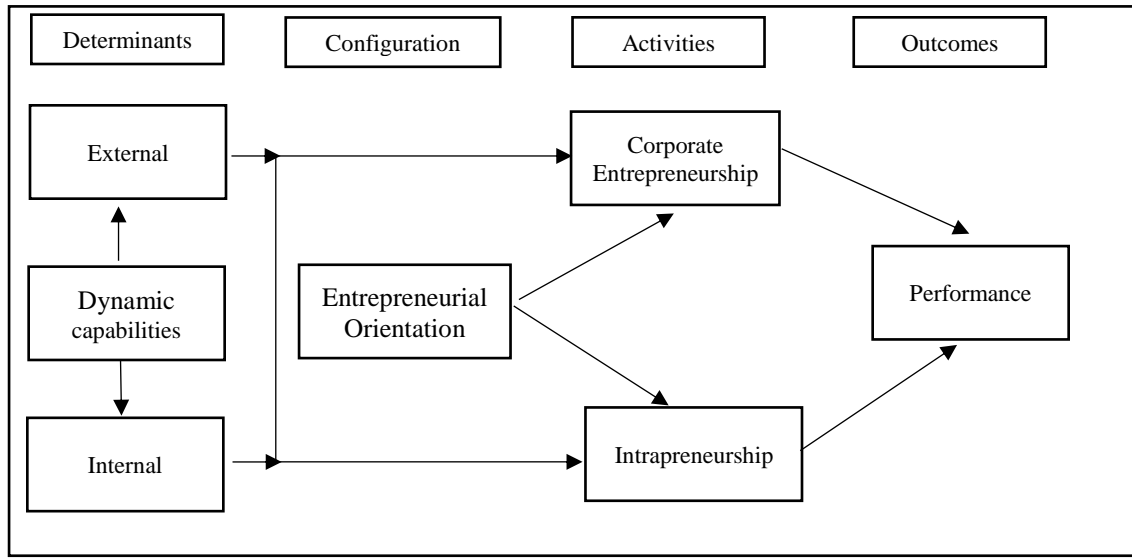 Determinants
Configuration
Activities
Outcomes
External
Corporate
Entrepreneurship
Dynamic
capabilities
Entrepreneurial
Orientation
Performance
Internal
Intrapreneurship